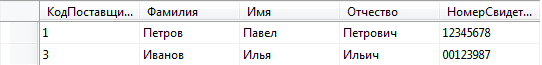 КодПоставщи... Фамилия Имя Отчество НомерСвидет...
1 Петров Павел Петрович 12345678
3 Иванов Илья Ильич 00123987